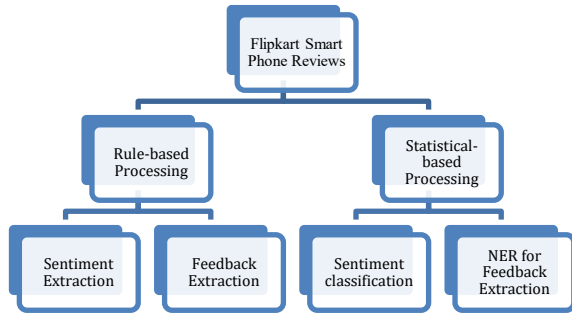 Flipkart Smart
Phone Reviews
Rule-based
Processing
Statistical-
based
Processing
Sentiment
Extraction
Feedback
Extraction
Sentiment
classification
NER for
Feedback
Extraction